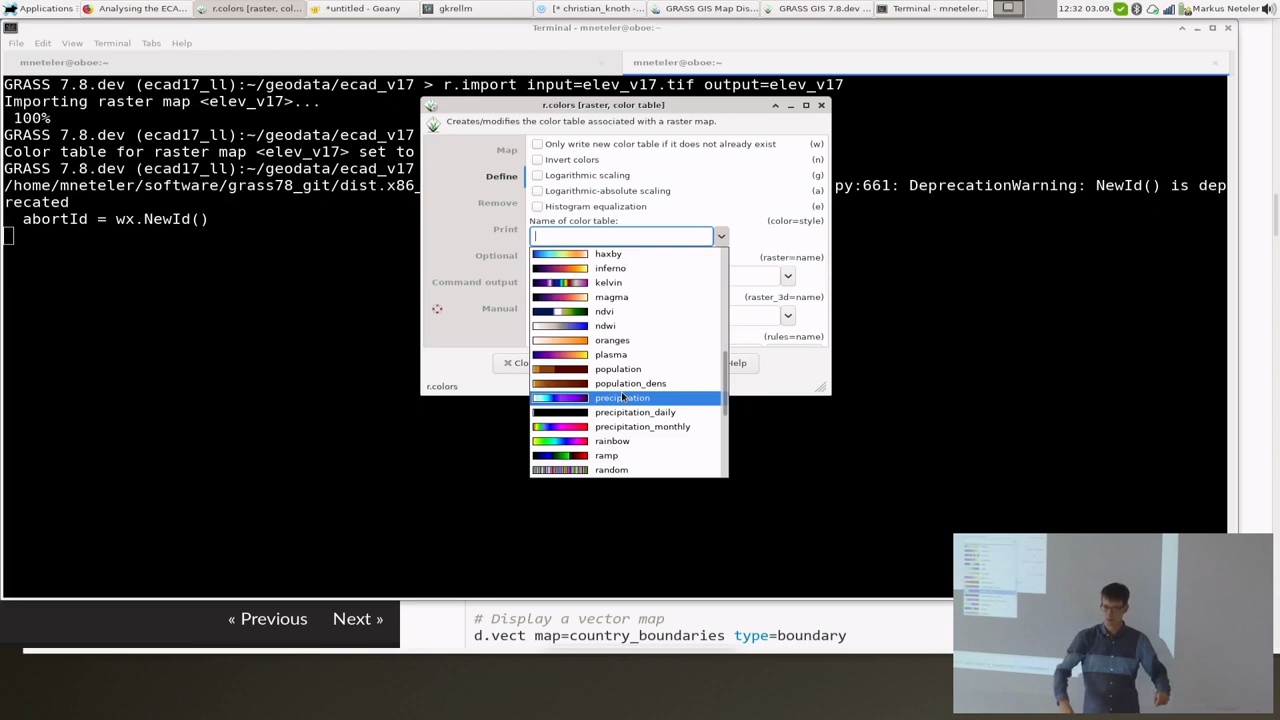 Applications
Analysing the ECA...
r.colors [raster, col...
*untitled - Geany
gkrellm
[* christian_knoth -...
GRASS GIS Map Dis...
GRASS GIS 7.8.dev ...
Terminal - mneteler...
12:32 03.09.
Markus Neteler
Terminal - mneteler@oboe:~
File Edit View Terminal Tabs Help
mneteler@oboe:~
mneteler@oboe:~
GRASS 7.8.dev (ecad17_ll):~/geodata/ecad_v17 > r.import input=elev_v17.tif output=elev_v17
Importing raster map <elev_v17>...
100%
GRASS 7.8.dev (ecad17_ll):~/geodata/ecad_v17
Color table for raster map <elev_v17> set to
GRASS 7.8.dev (ecad17_ll):~/geodata/ecad_v17
/home/mneteler/software/grass78_git/dist.x86_
py:661: DeprecationWarning: NewId() is dep
recated
abortId = wx.NewId()
r.colors [raster, color table]
Creates/modifies the color table associated with a raster map.
Map
Define
Remove
Print
Optional
Command output
Manual
Only write new color table if it does not already exist (w)
Invert colors (n)
Logarithmic scaling (g)
Logarithmic-absolute scaling (a)
Histogram equalization (e)
Name of color table: (color=style)
(raster=name)
(raster_3d=name)
(rules=name)
haxby
inferno
kelvin
magma
ndvi
ndwi
oranges
plasma
population
population_dens
precipitation
precipitation_daily
precipitation_monthly
rainbow
ramp
random
Clo
Help
r.colors
« Previous Next »
# Display a vector map
d.vect map=country_boundaries type=boundary